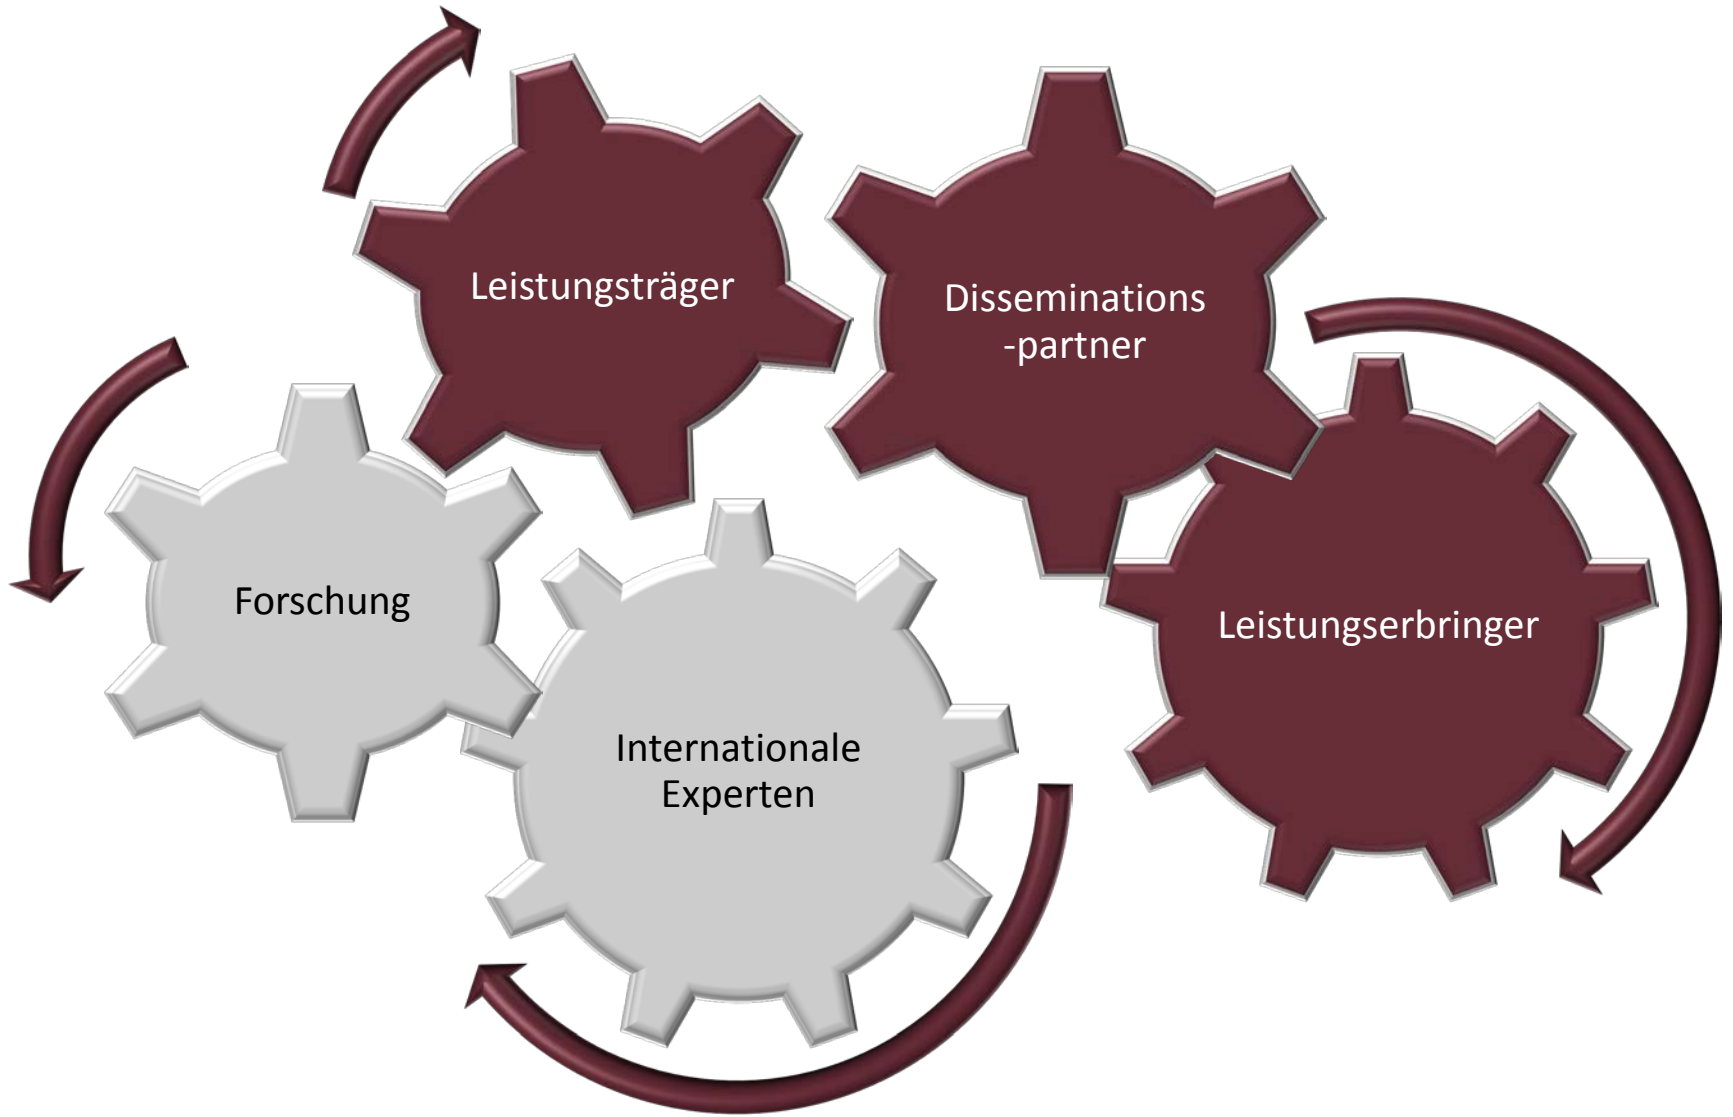 Leistungsträger
Disseminations
-partner
Forschung
Leistungserbringer
Internationale
Experten